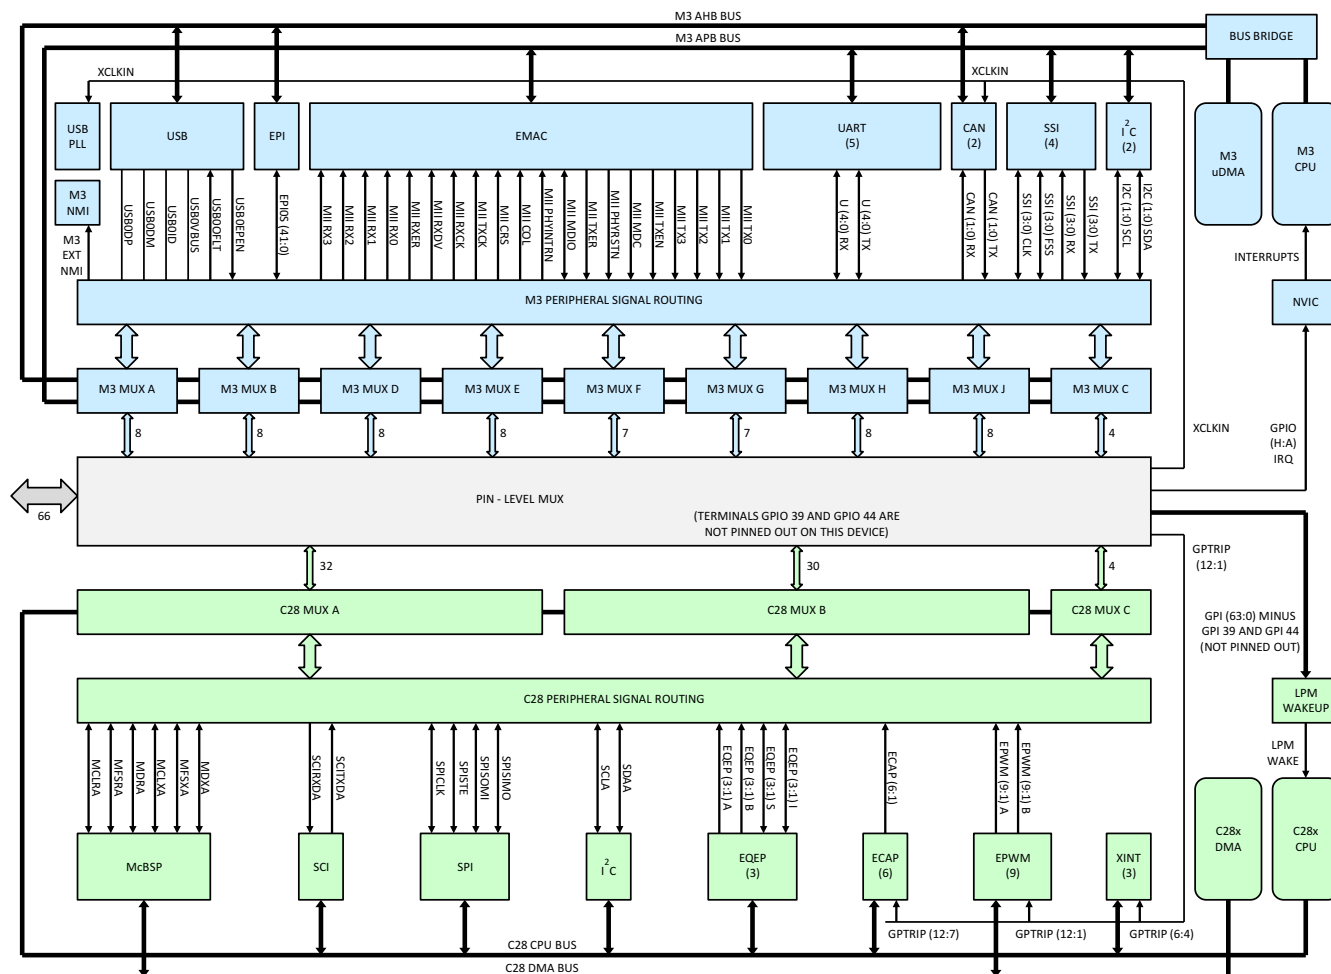 M3 AHB BUS
M3 APB BUS
BUS BRIDGE
XCLKIN
XCLKIN
USB
PLL
USB
EPI
EMAC
UART
(5)
CAN
(2)
SSI
(4)
I2C
(2)
M3
uDMA
M3
CPU
M3
NMI
M3
EXT
NMI
USB0DP
USB0DM
USB0ID
USB0VBUS
USB0OFLT
USB0EPEN
EPI0S (41:0)
MII RX3
MII RX2
MII RX1
MII RX0
MII RXER
MII RXDV
MII RXCK
MII TXCK
MII CRS
MII COL
MII PHYINTRN
MII MDIO
MII TXER
MII PHYRSTN
MII MDC
MII TXEN
MII TX3
MII TX2
MII TX1
MII TX0
U (4:0) RX
U (4:0) TX
CAN (1:0) RX
CAN (1:0) TX
SSI (3:0) CLK
SSI (3:0) FSS
SSI (3:0) RX
SSI (3:0) TX
I2C (1:0) SCL
I2C (1:0) SDA
INTERRUPTS
NVIC
M3 PERIPHERAL SIGNAL ROUTING
M3 MUX A
M3 MUX B
M3 MUX D
M3 MUX E
M3 MUX F
M3 MUX G
M3 MUX H
M3 MUX J
M3 MUX C
8
8
8
8
7
7
8
8
4
XCLKIN
GPIO
(H:A)
IRQ
66
PIN - LEVEL MUX
(TERMINALS GPIO 39 AND GPIO 44 ARE
NOT PINNED OUT ON THIS DEVICE)
32
30
4
GPTRIP
(12:1)
C28 MUX A
C28 MUX B
C28 MUX C
GPI (63:0) MINUS
GPI 39 AND GPI 44
(NOT PINNED OUT)
C28 PERIPHERAL SIGNAL ROUTING
LPM
WAKEUP
LPM
WAKE
MCLRA
MFSRA
MDRA
MCLXA
MFSXA
MDXA
SCIRXDA
SCITXDA
SPICLK
SPISTE
SPISOMI
SPISIMO
SCLA
SDAA
EQEP (3:1) A
EQEP (3:1) B
EQEP (3:1) S
EQEP (3:1) I
ECAP (6:1)
EPWM (9:1) A
EPWM (9:1) B
McBSP
SCI
SPI
I2C
EQEP
(3)
ECAP
(6)
EPWM
(9)
XINT
(3)
C28x
DMA
C28x
CPU
GPTRIP (12:7)
GPTRIP (12:1)
GPTRIP (6:4)
C28 CPU BUS
C28 DMA BUS